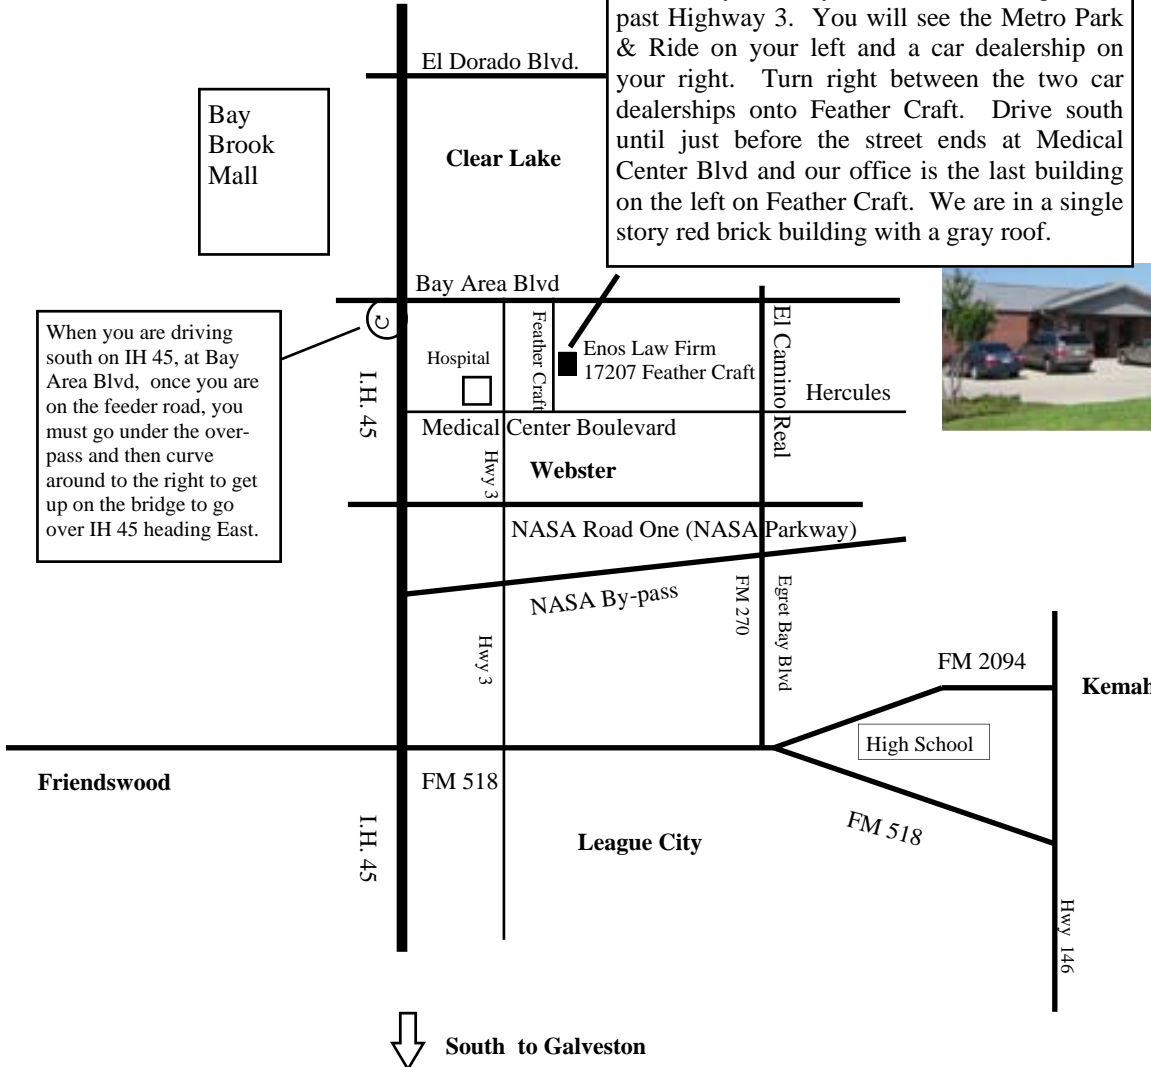 past Highway 3. You will see the Metro Park
& Ride on your left and a car dealership on
your right. Turn right between the two car
dealerships onto Feather Craft. Drive south
until just before the street ends at Medical
Center Blvd and our office is the last building
on the left on Feather Craft. We are in a single
story red brick building with a gray roof.
El Dorado Blvd.
Bay
Brook
Mall
Clear Lake
Bay Area Blvd
When you are driving
south on IH 45, at Bay
Area Blvd, once you are
on the feeder road, you
must go under the over-
pass and then curve
around to the right to get
up on the bridge to go
over IH 45 heading East.
I.H. 45
Hospital
Feather Craft
Enos Law Firm
17207 Feather Craft
El Camino Real
Hercules
Medical Center Boulevard
Hwy 3
Webster
NASA Road One (NASA Parkway)
NASA By-pass
FM 270
Egret Bay Blvd
Hwy 3
FM 2094
Kemah
High School
Friendswood
FM 518
I.H. 45
League City
FM 518
Hwy 146
South to Galveston